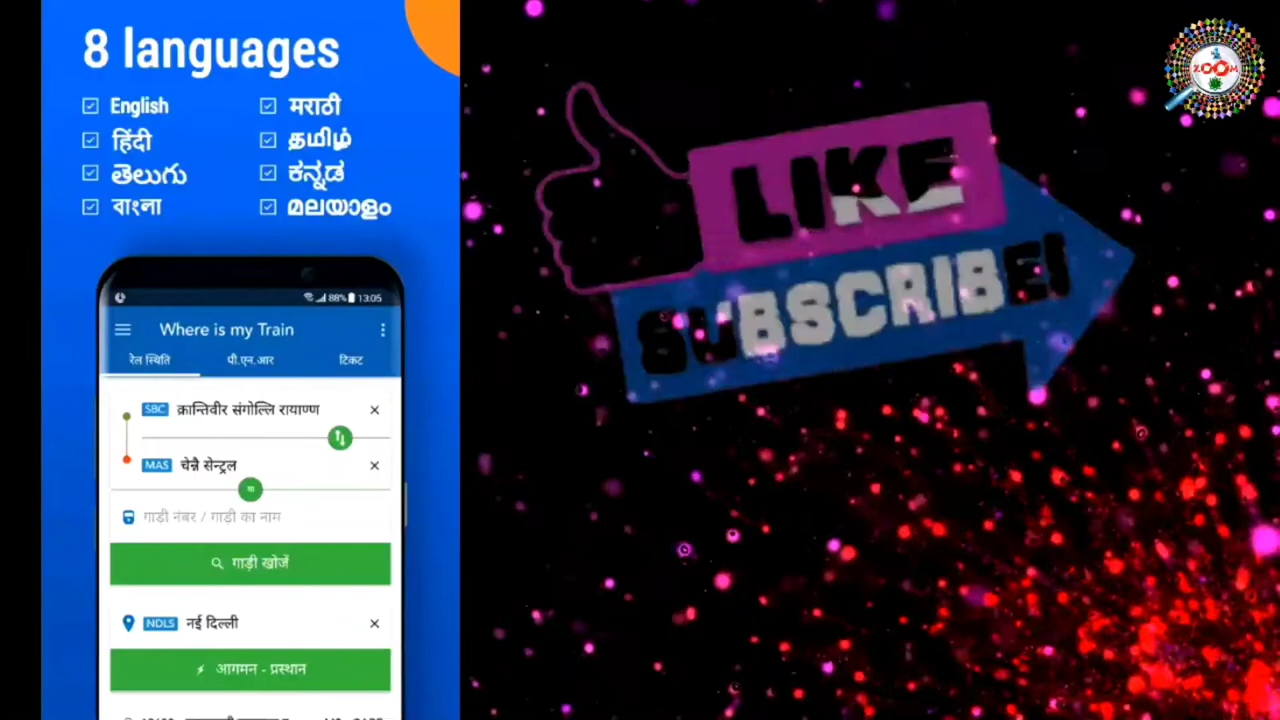 8 languages
English
मराठी
हिंदी
தமிழ்
తెలుగు
ಕನ್ನಡ
বাংলা
മലയാളം
88% 13:05
Where is my Train
रेल स्थिति पी.एन.आर टिकट
SBC क्रान्तिवीर संगोल्लि रायाण्ण
MAS चेन्नै सेन्ट्रल
या
गाडी नंबर / गाडी का नाम
गाड़ी खोजें
NDLS नई दिल्ली
आगमन - प्रस्थान
LIKE
SUBSCRIBE!
ZOOM